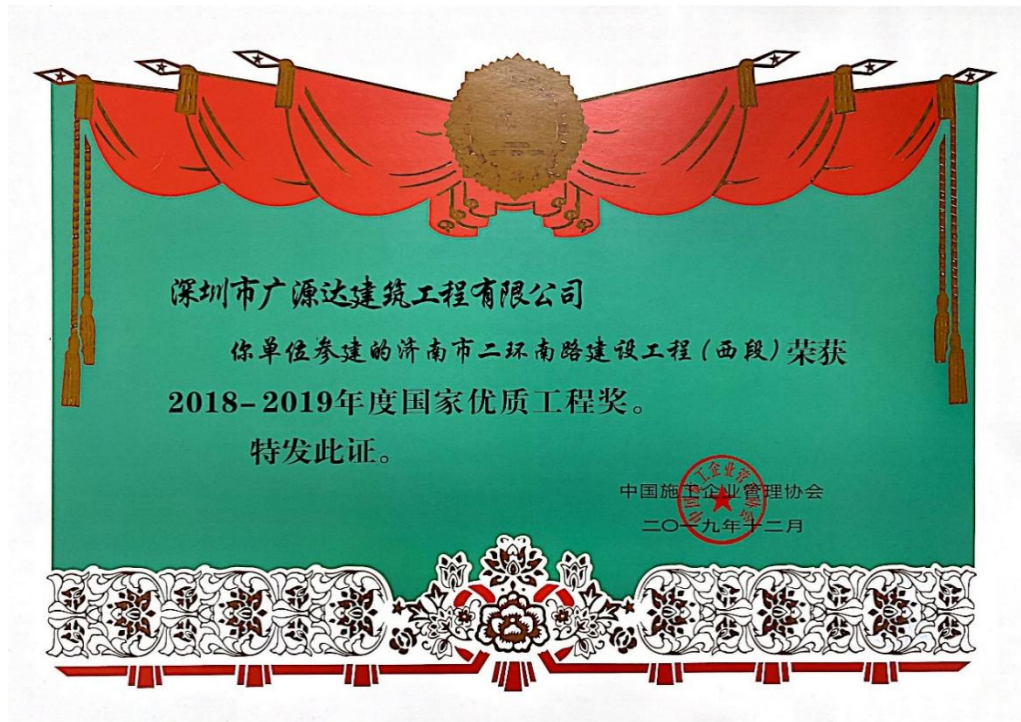 深圳市广源达建筑工程有限公司
你单位参建的济南市二环南路建设工程(西段)荣获
2018-2019年度国家优质工程奖。
特发此证。
中国施工企业管理协会
二〇一九年十二月